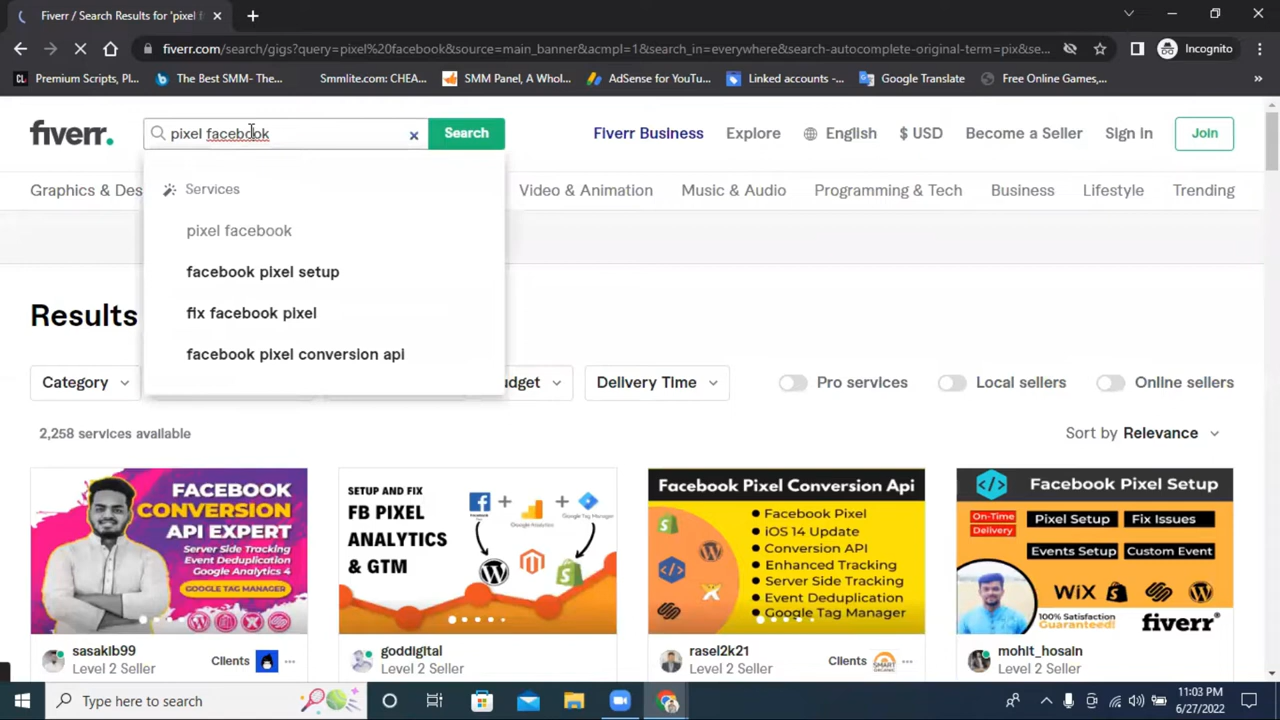 Fiverr / Search Results for 'pixel f
fiverr.com/search/gigs?query=pixel%20facebook&source=main_banner&acmpl=1&search_in=everywhere&search-autocomplete-original-term=pix&se...
Incognito
Premium Scripts, Pl...
The Best SMM- The...
Smmlite.com: CHEA...
SMM Panel, A Whol...
AdSense for YouTu...
Linked accounts -...
Google Translate
Free Online Games,...
fiverr.
pixel facebook
Search
Fiverr Business
Explore
English
$ USD
Become a Seller
Sign In
Join
Graphics & Des
Video & Animation
Music & Audio
Programming & Tech
Business
Lifestyle
Trending
Services
pixel facebook
facebook pixel setup
fix facebook pixel
facebook pixel conversion api
Results
Category
udget
Delivery Time
Pro services
Local sellers
Online sellers
2,258 services available
Sort by Relevance
FACEBOOK
CONVERSION
API EXPERT
Server Side Tracking
Event Deduplication
Google Analytics 4
GOOGLE TAG MANAGER
SETUP AND FIX
FB PIXEL
ANALYTICS
& GTM
Google Analytics
Google Tag Manager
Facebook Pixel Conversion Api
Facebook Pixel
iOS 14 Update
Conversion API
Enhanced Tracking
Server Side Tracking
Event Deduplication
Google Tag Manager
Facebook Pixel Setup
On-Time
Delivery
Pixel Setup
Fix Issues
Events Setup
Custom Event
WiX
100% Satisfaction
Guaranteed!
fiverr
sasakib99
Level 2 Seller
Clients
goddigital
Level 2 Seller
rasel2k21
Level 2 Seller
Clients
SMART
ORGANIC
mohit_hosain
Level 2 Seller
Type here to search
11:03 PM
6/27/2022